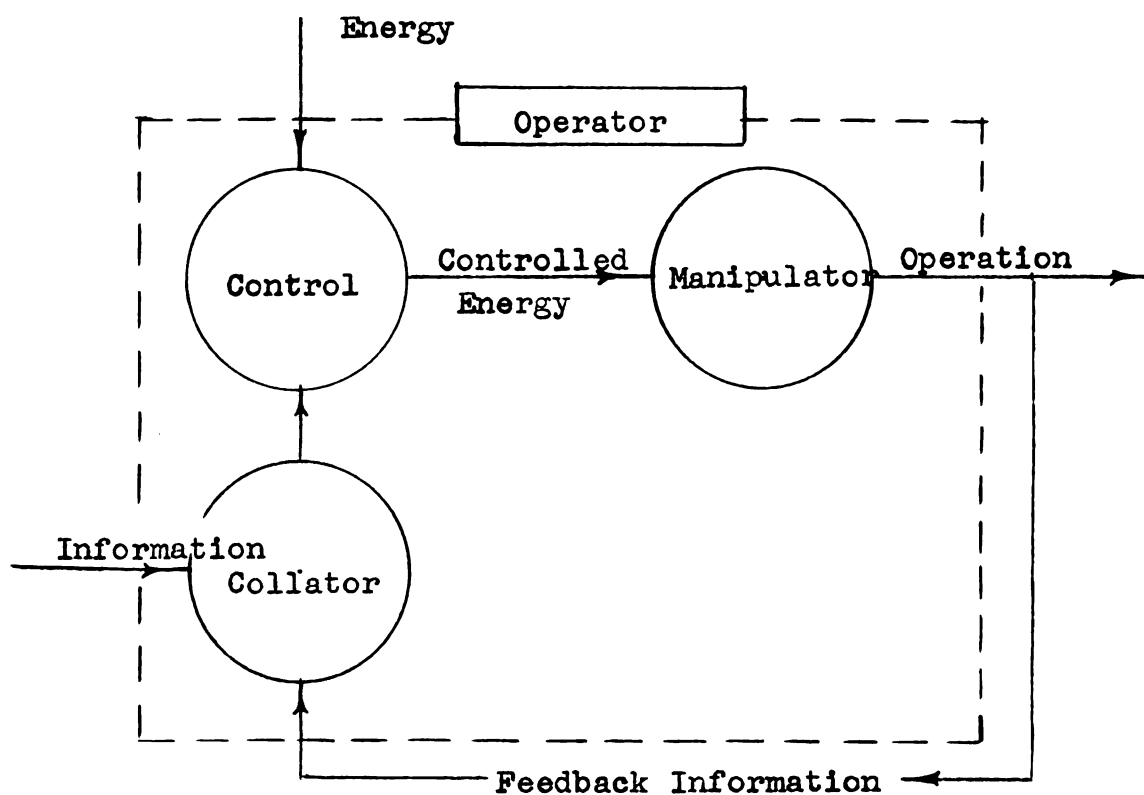 Energy
Operator
Controlled
Energy
Control
Manipulator
Operation
Information
Collator
Feedback Information